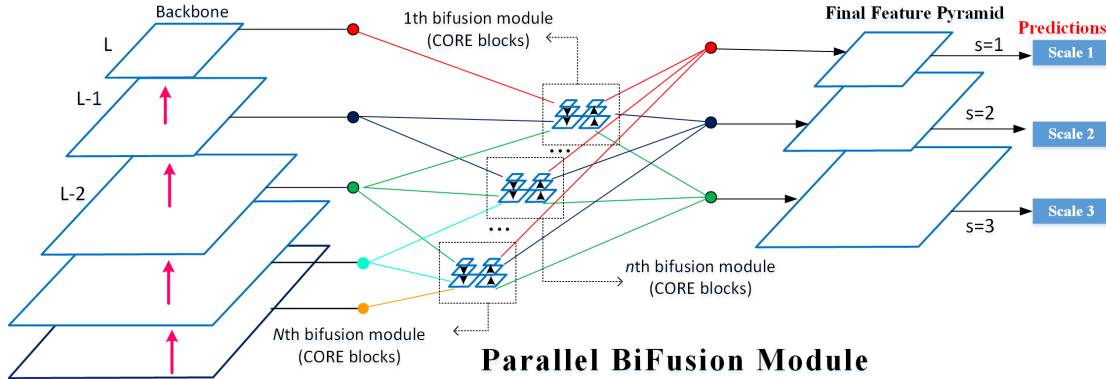 Backbone
L
L-1
L-2
1th bifusion module
(CORE blocks)
...
...
nth bifusion module
(CORE blocks)
Nth bifusion module
(CORE blocks)
Final Feature Pyramid
Predictions
s=1
Scale 1
s=2
Scale 2
s=3
Scale 3
Parallel BiFusion Module